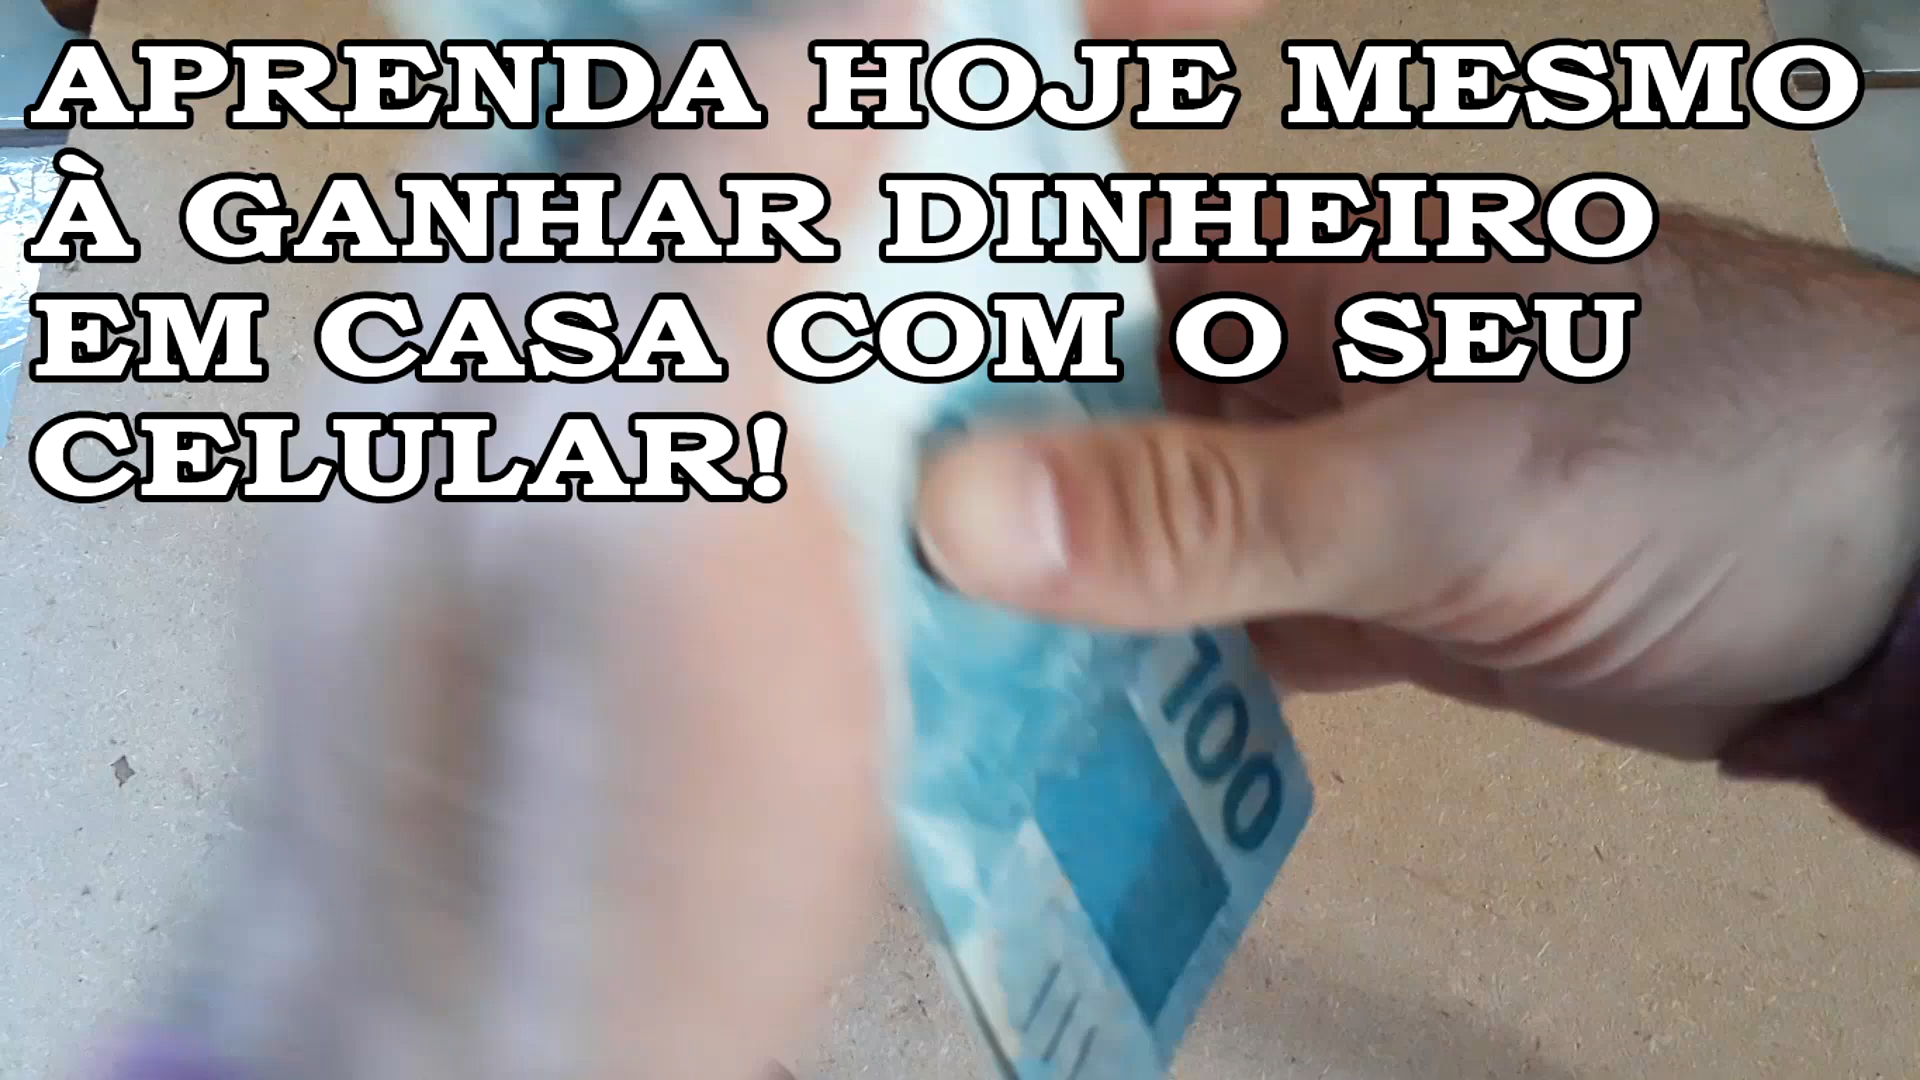 APRENDA HOJE MESMO
À GANHAR DINHEIRO
EM CASA COM O SEU
CELULAR!
100